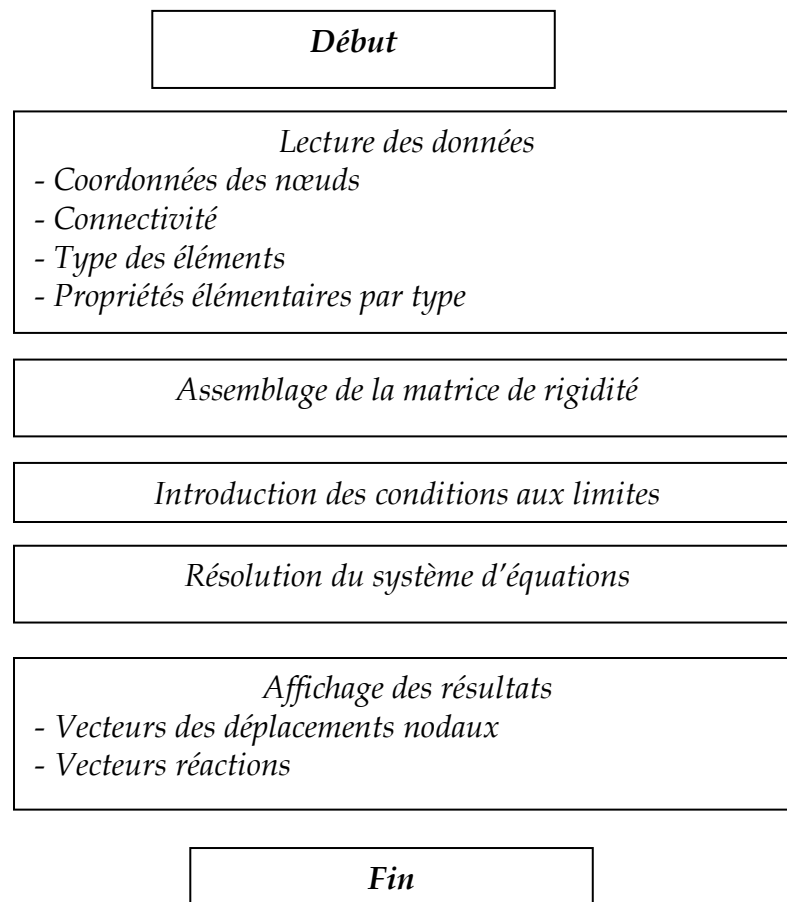 Début
Lecture des données
- Coordonnées des nœuds
- Connectivité
- Type des éléments
- Propriétés élémentaires par type
Assemblage de la matrice de rigidité
Introduction des conditions aux limites
Résolution du système d’équations
Affichage des résultats
- Vecteurs des déplacements nodaux
- Vecteurs réactions
Fin